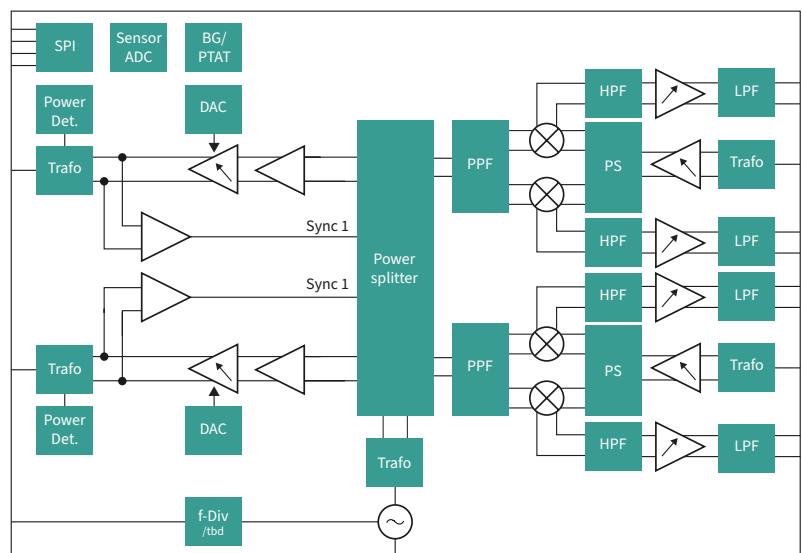 SPI
Sensor
ADC
BG/
PTAT
Power
Det.
DAC
HPF
LPF
Trafo
PPF
PS
Trafo
Sync 1
HPF
LPF
Power
splitter
Sync 1
HPF
LPF
Trafo
PPF
PS
Trafo
Power
Det.
DAC
HPF
LPF
Trafo
f-Div
/tbd